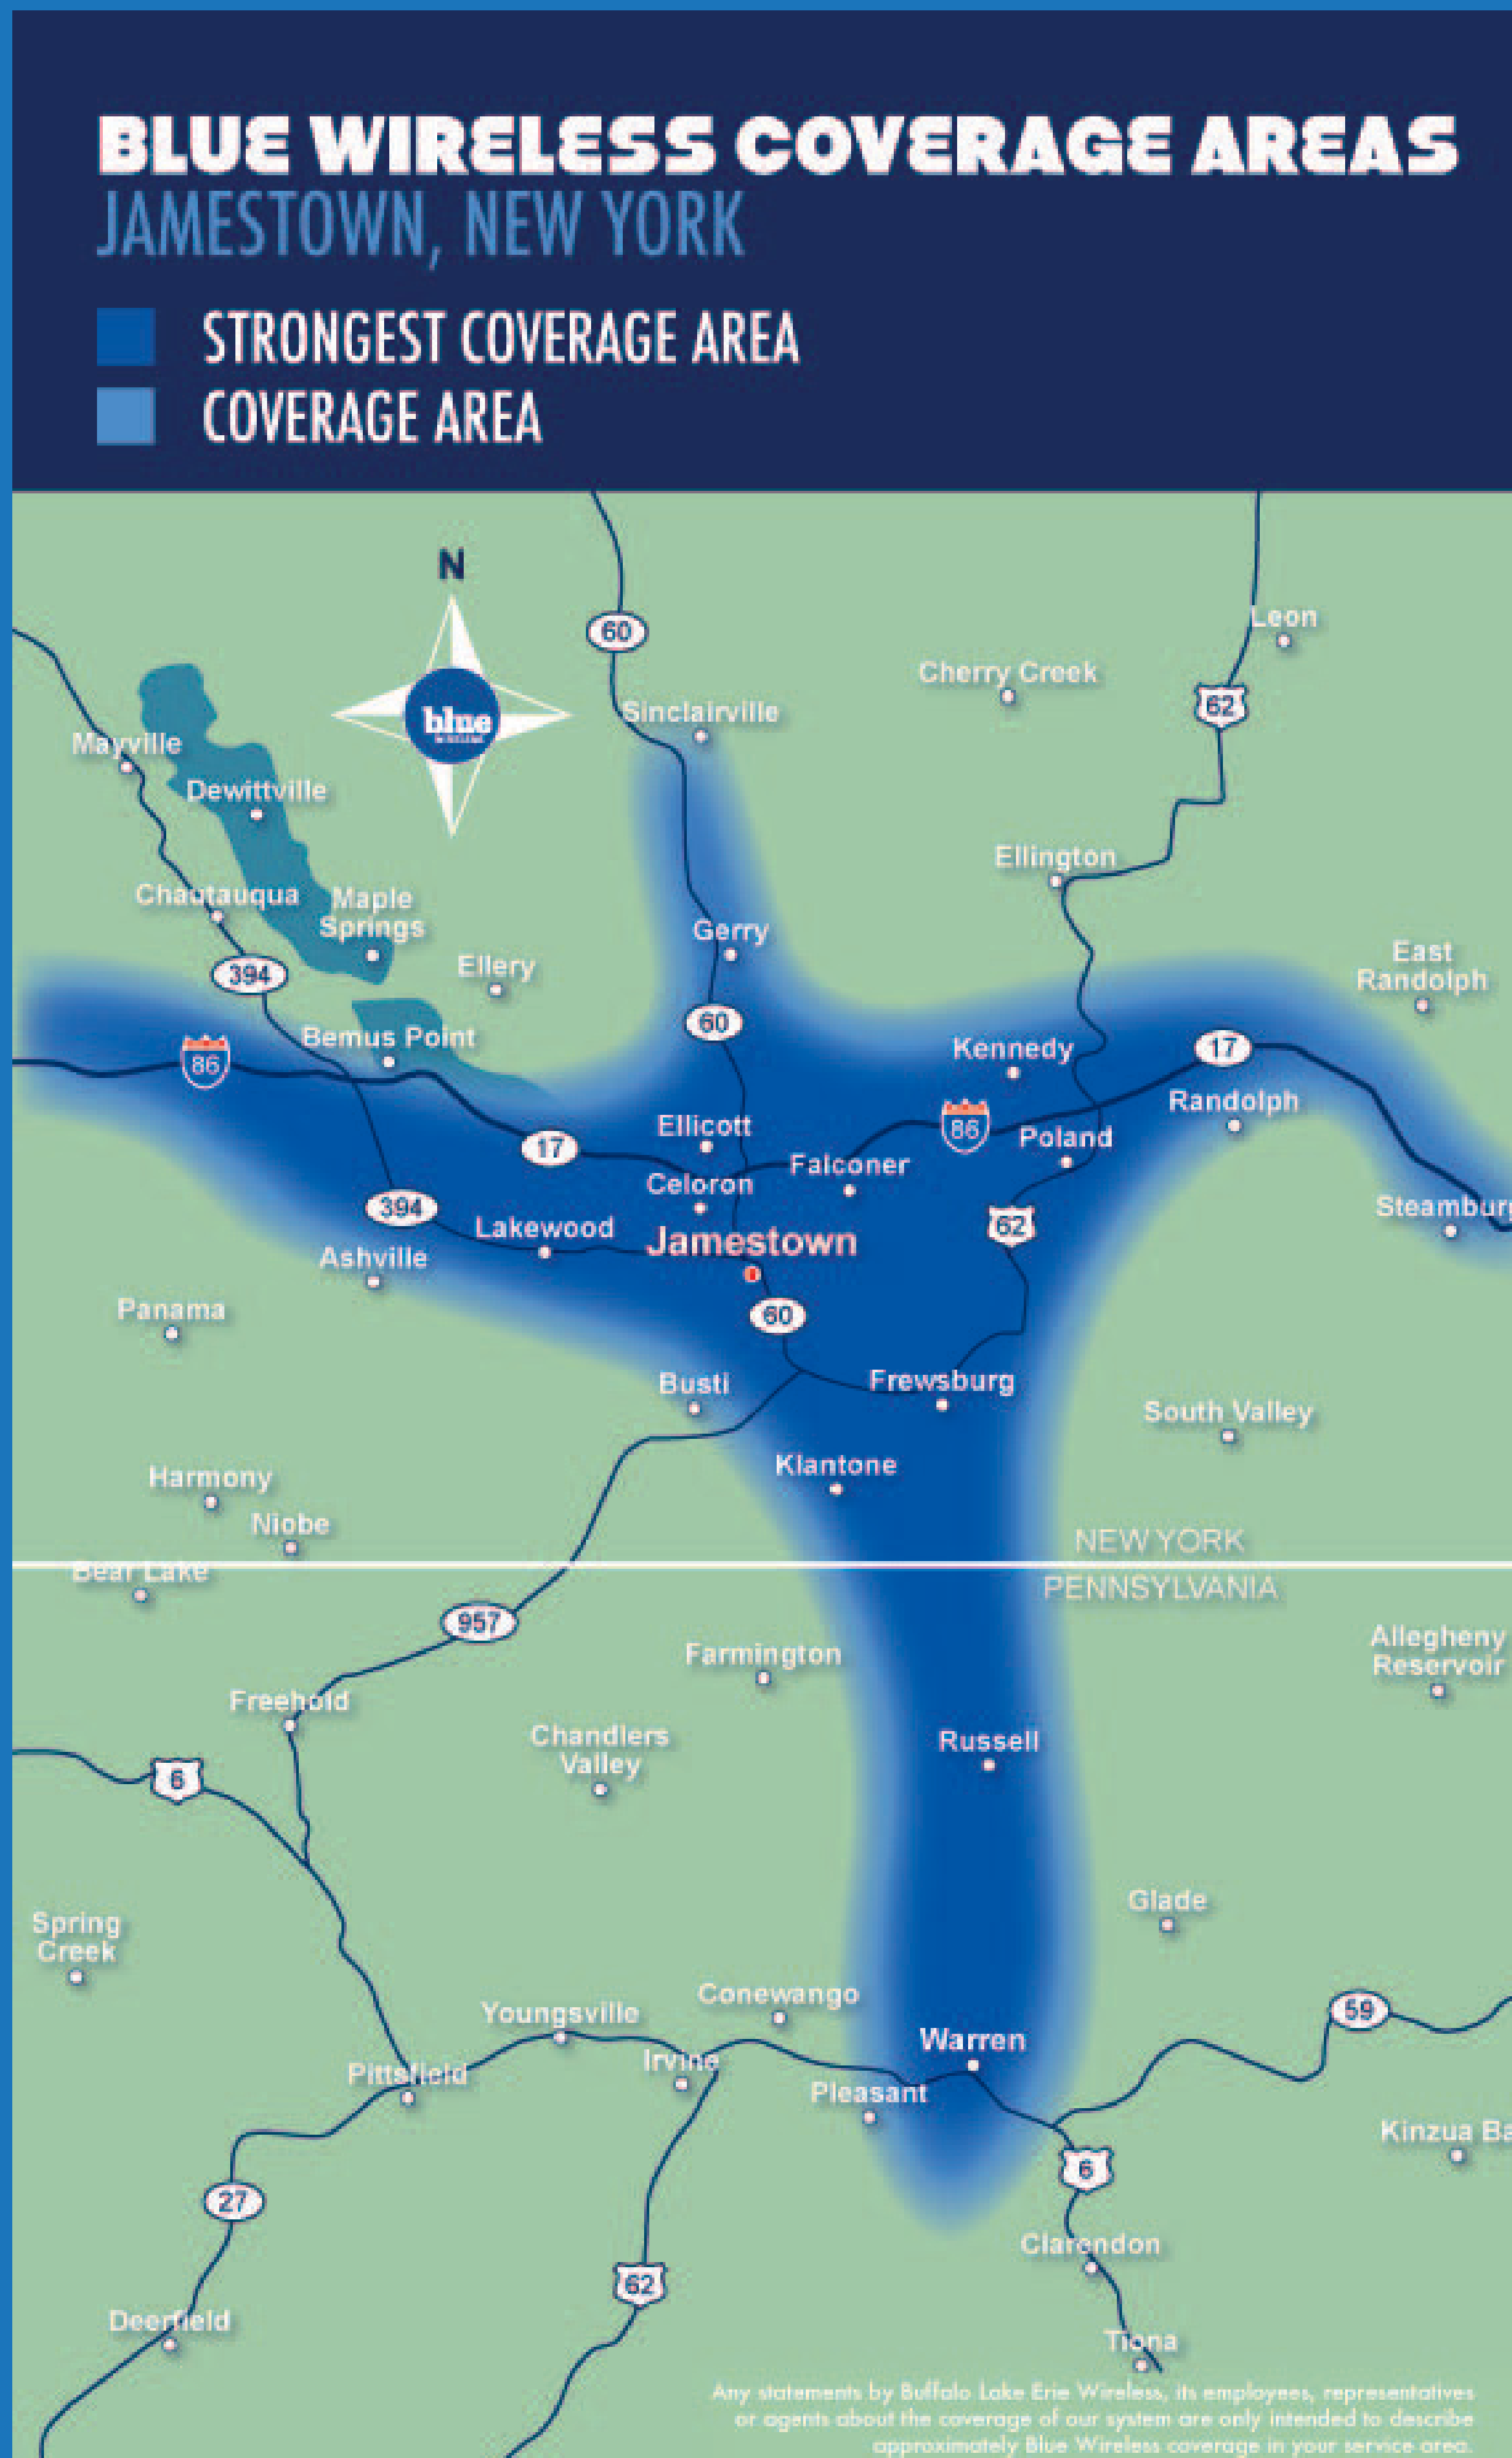 BLUE WIRELESS COVERAGE AREAS
JAMESTOWN, NEW YORK
STRONGEST COVERAGE AREA
COVERAGE AREA
N
60
Leon
Cherry Creek
62
blue
WIRELESS
Sinclairville
Mayville
Dewittville
Ellington
Chautauqua
Maple
Springs
Gerry
East
Randolph
Ellery
394
60
Bemus Point
86
Kennedy
17
Randolph
Ellicott
86
Poland
17
Falconer
Celoron
394
Steamburg
Lakewood
62
Jamestown
Ashville
Panama
60
Busti
Frewsburg
South Valley
Klantone
Harmony
Niobe
NEW YORK
Bear Lake
PENNSYLVANIA
957
Farmington
Allegheny
Reservoir
Freehold
Chandlers
Valley
Russell
6
Glade
Spring
Creek
Conewango
59
Youngsville
Warren
Irvine
Pittsfield
Pleasant
Kinzua Ba
6
27
Clarendon
62
Deerfield
Tiona
Any statements by Buffalo Lake Erie Wireless, its employees, representatives
or agents about the coverage of our system are only intended to describe
approximately Blue Wireless coverage in your service area.